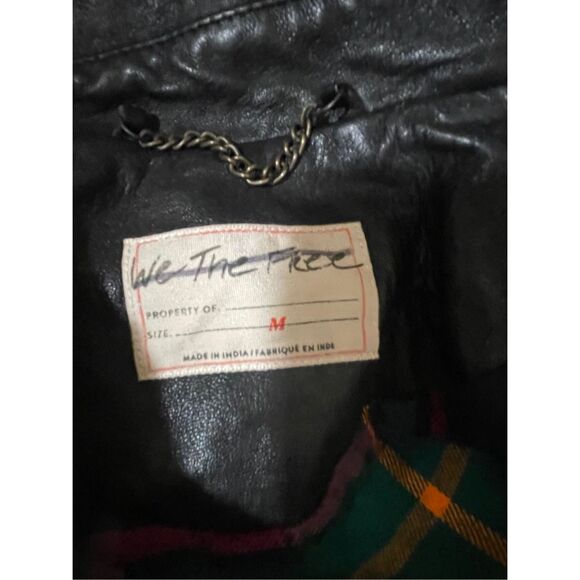 We The Free
PROPERTY OF.
SIZE. M
MADE IN INDIA / FABRIQUÉ EN INDE